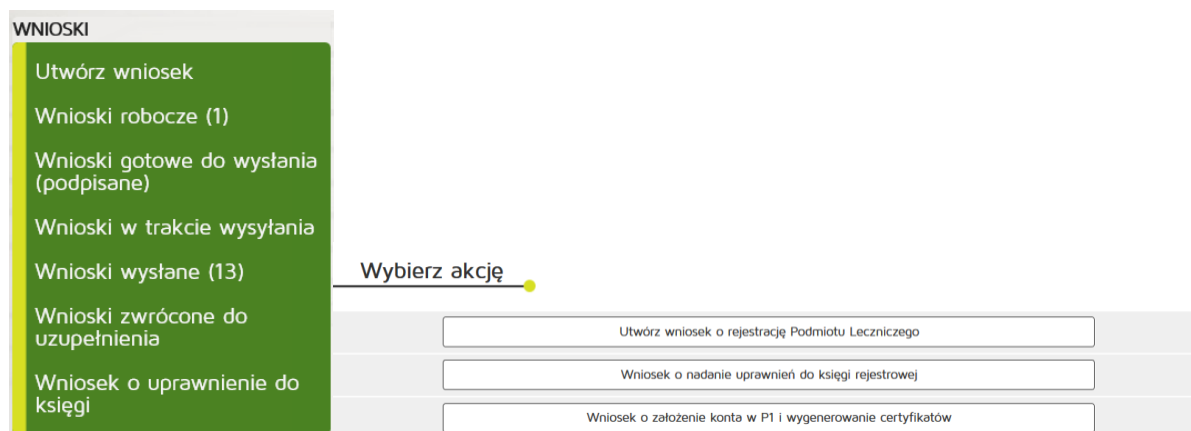 WNIOSKI
Utwórz wniosek
Wnioski robocze (1)
Wnioski gotowe do wysłania
(podpisane)
Wnioski w trakcie wysyłania
Wnioski wysłane (13)
Wnioski zwrócone do
uzupełnienia
Wniosek o uprawnienie do
księgi
Wybierz akcję
Utwórz wniosek o rejestrację Podmiotu Leczniczego
Wniosek o nadanie uprawnień do księgi rejestrowej
Wniosek o założenie konta w P1 i wygenerowanie certyfikatów